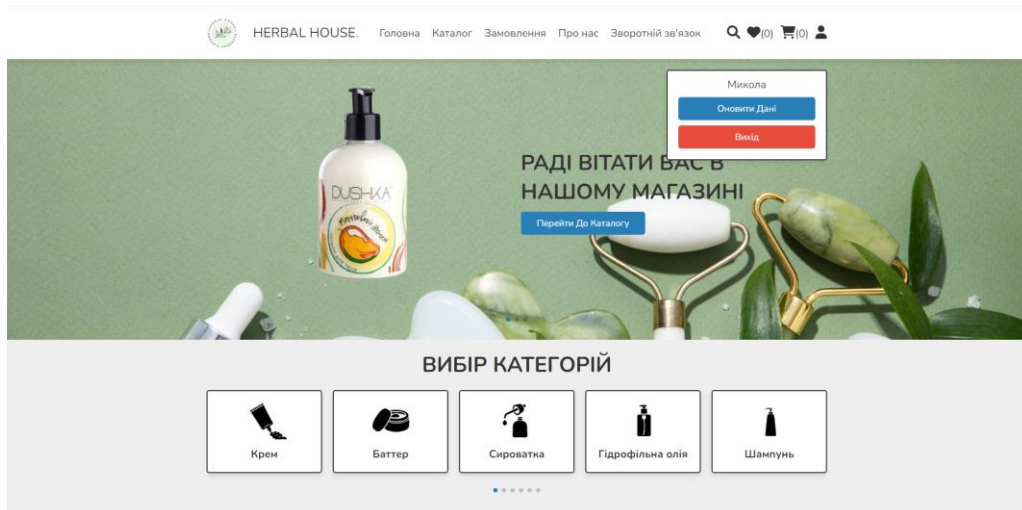 HERBAL HOUSE.
Головна Каталог Замовлення Про нас Зворотній зв'язок
(0) (0)
Микола
Оновити Дані
Вихід
РАДІ ВІТАТИ ВАС В
НАШОМУ МАГАЗИНІ
Перейти До Каталогу
DUSHKA
ВИБІР КАТЕГОРІЙ
Крем Баттер Сироватка Гідрофільна олія Шампунь